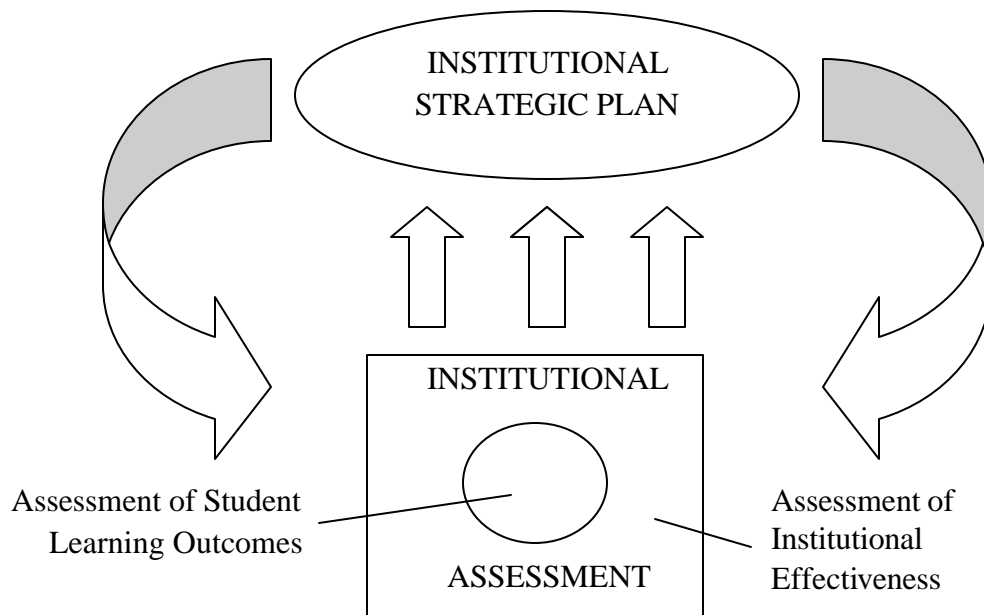 INSTITUTIONAL
STRATEGIC PLAN
INSTITUTIONAL
ASSESSMENT
Assessment of Student
Learning Outcomes
Assessment of
Institutional
Effectiveness